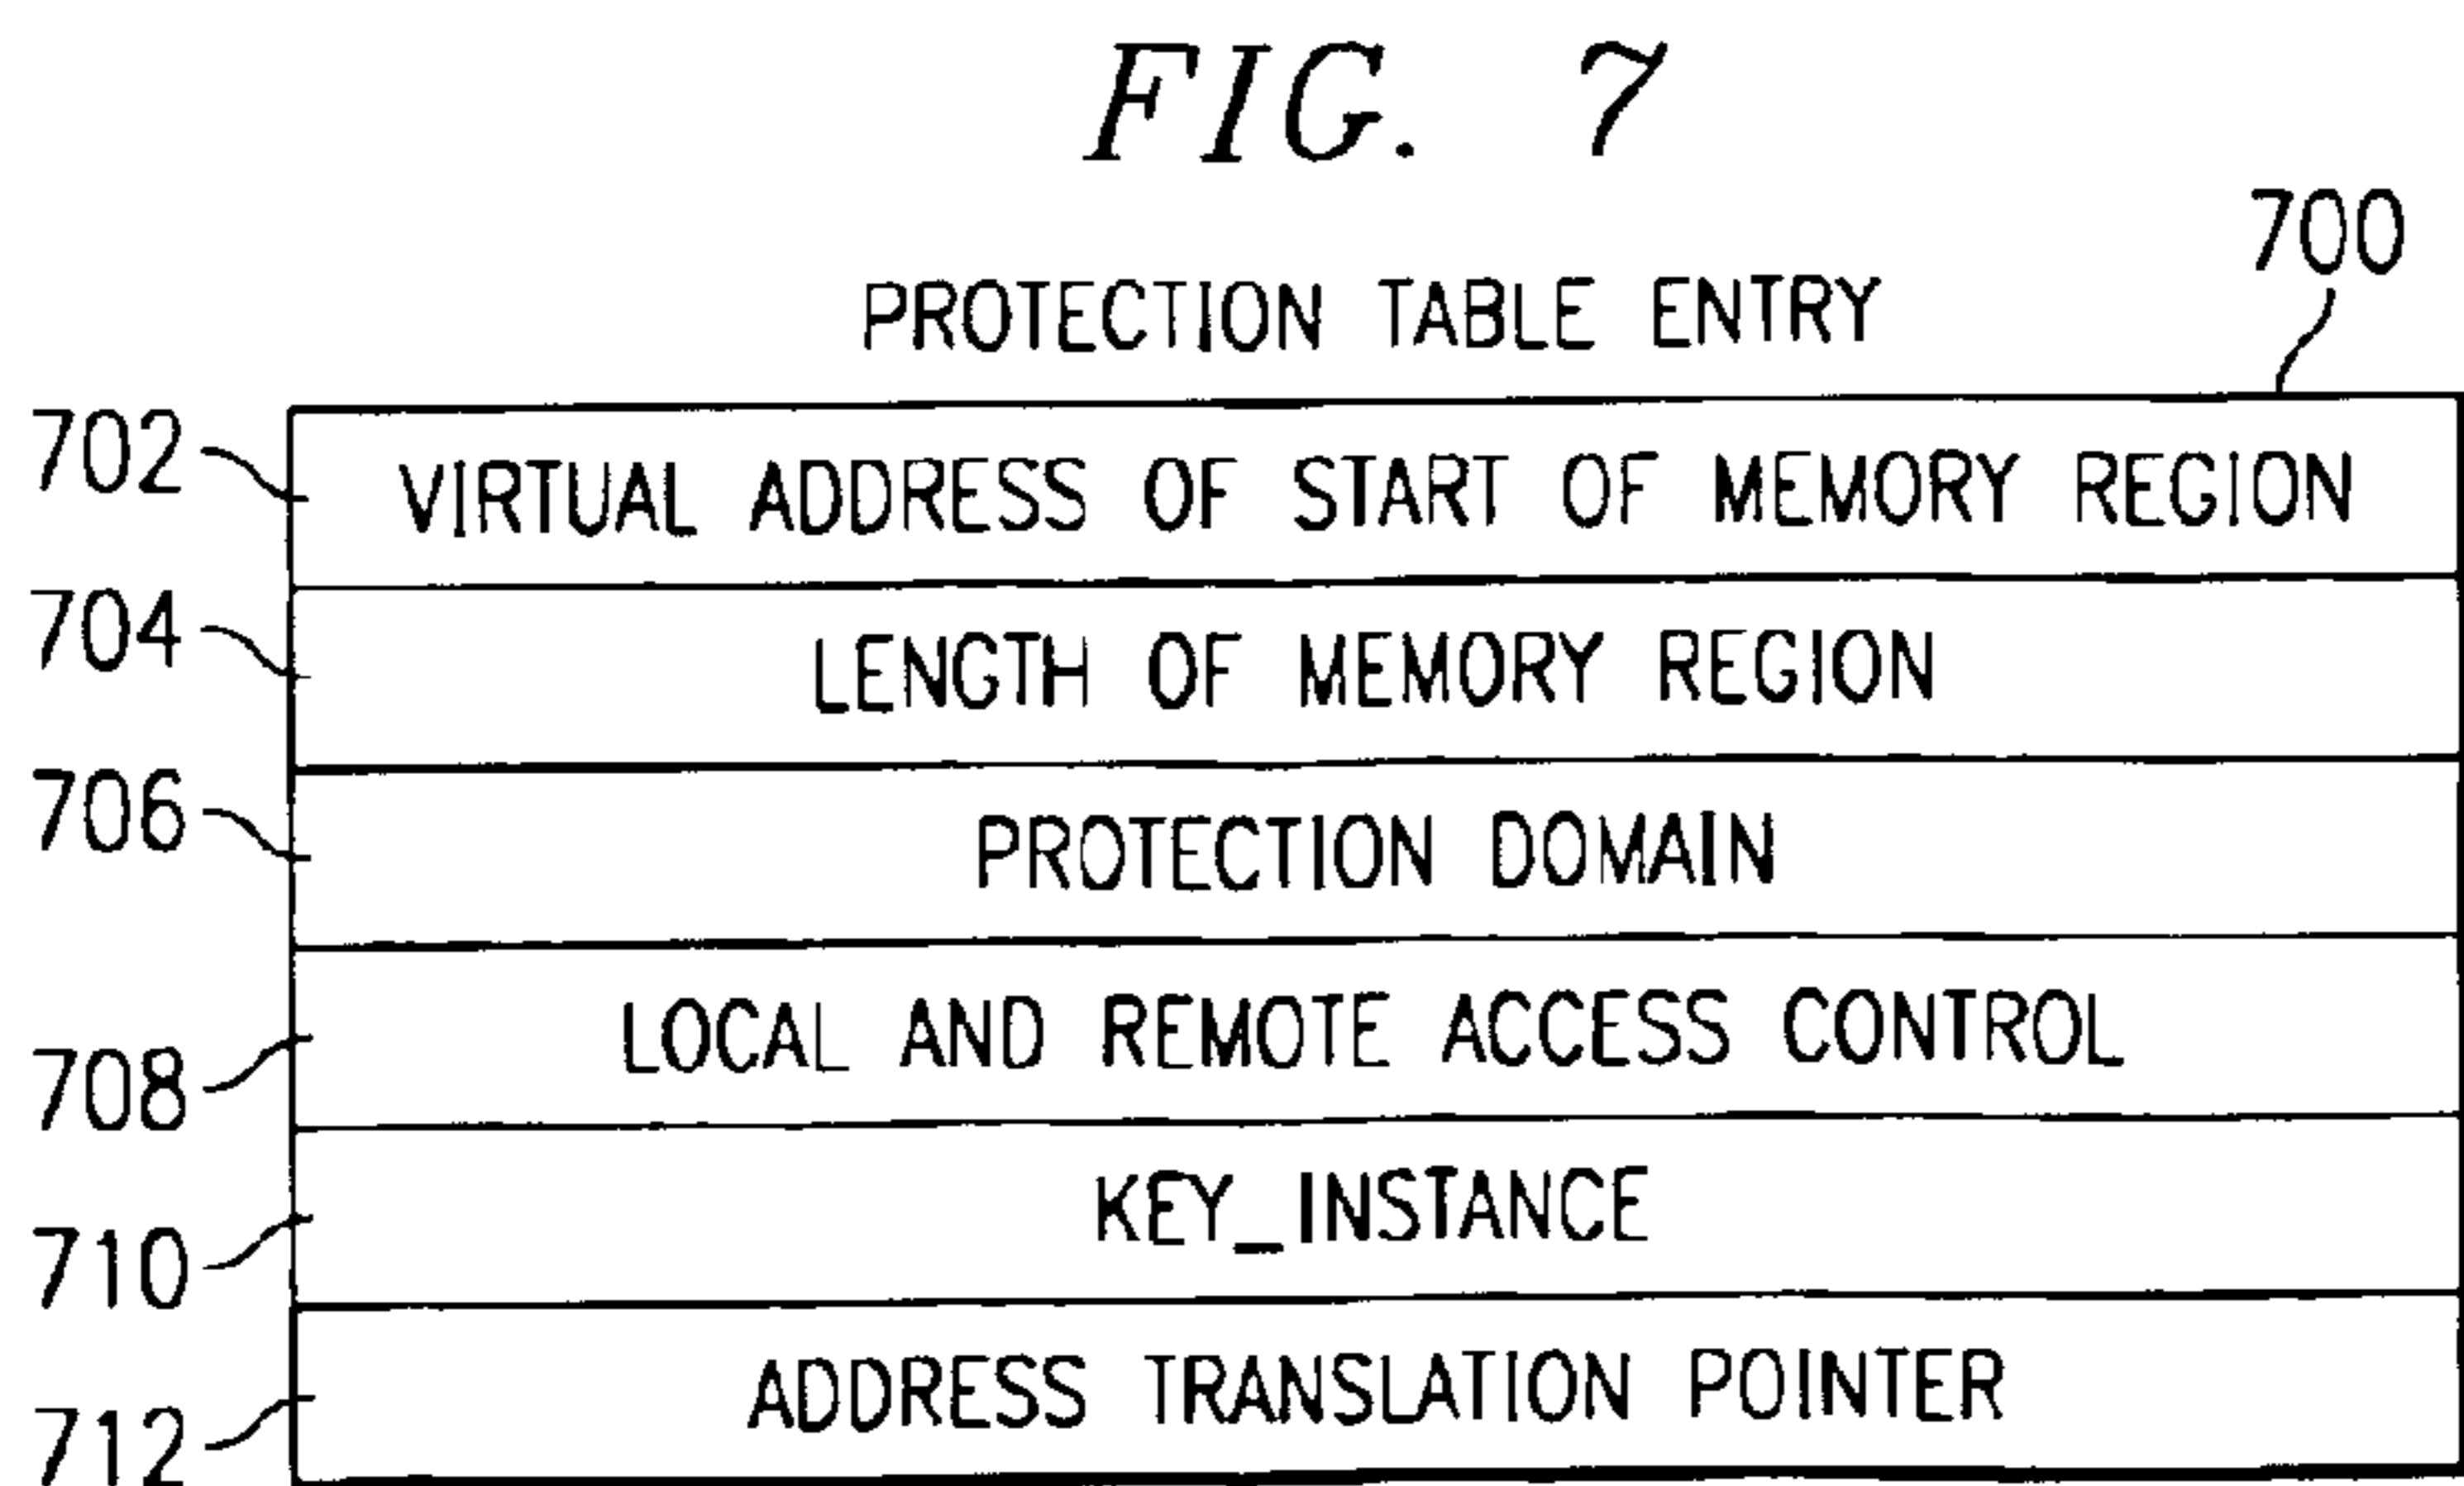 FIG. 7
700
PROTECTION TABLE ENTRY
702 VIRTUAL ADDRESS OF START OF MEMORY REGION
704 LENGTH OF MEMORY REGION
706 PROTECTION DOMAIN
708 LOCAL AND REMOTE ACCESS CONTROL
710 KEY_INSTANCE
712 ADDRESS TRANSLATION POINTER